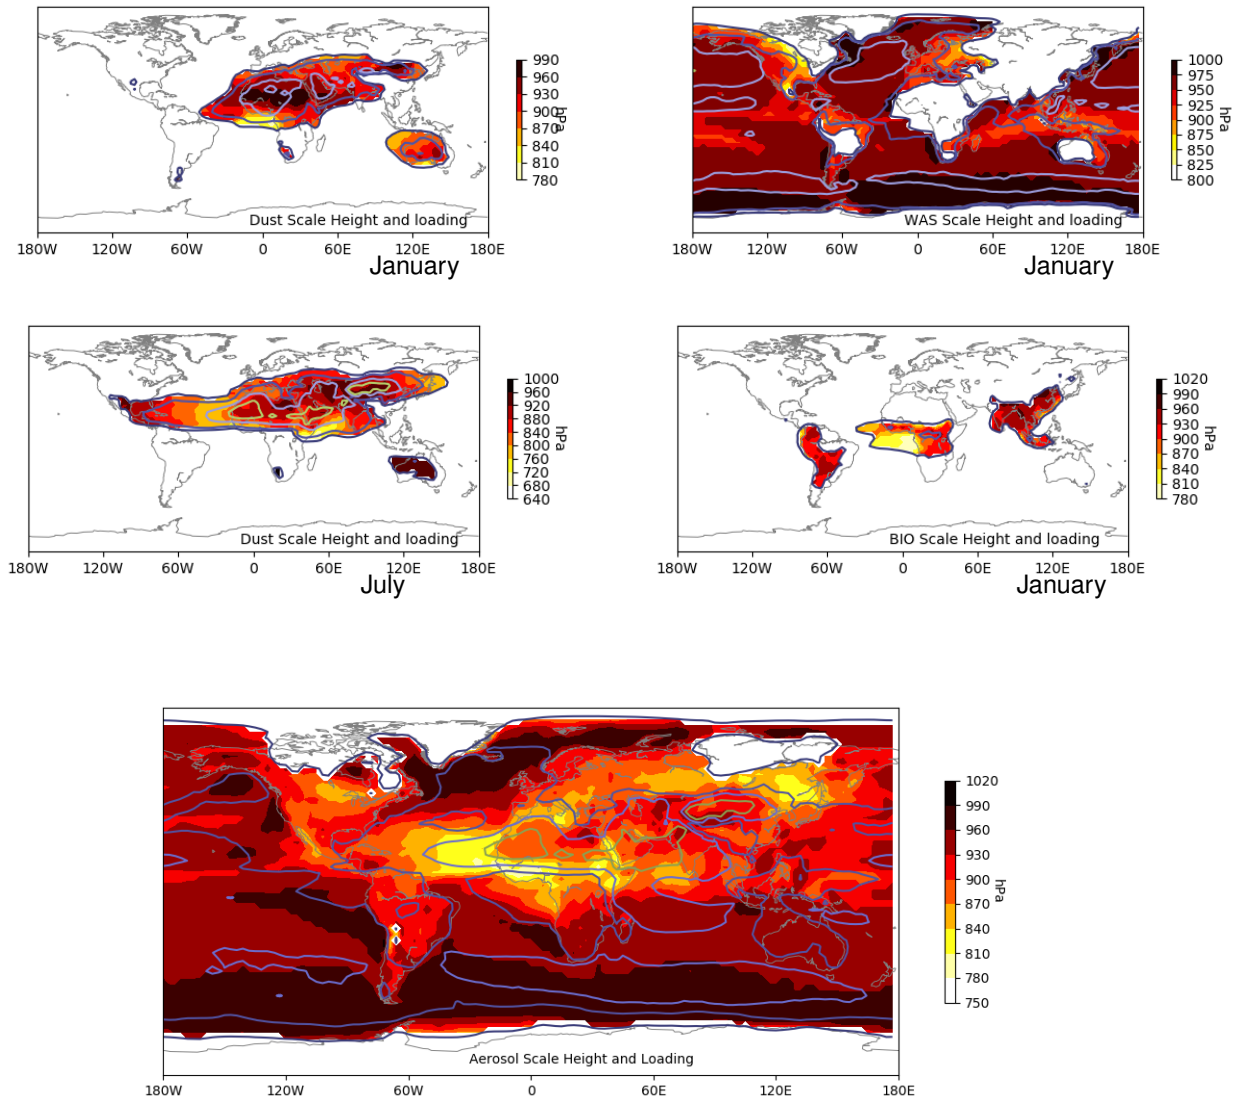 990
960
930
900
870
840
810
780
hPa
Dust Scale Height and loading
180W 120W 60W 0 60E 120E 180E
January
1000
975
950
925
900
875
850
825
800
hPa
WAS Scale Height and loading
180W 120W 60W 0 60E 120E 180E
January
1000
960
920
880
840
800
760
720
680
640
hPa
Dust Scale Height and loading
180W 120W 60W 0 60E 120E 180E
July
1020
990
960
930
900
870
840
810
780
hPa
BIO Scale Height and loading
180W 120W 60W 0 60E 120E 180E
January
1020
990
960
930
900
870
840
810
780
750
hPa
Aerosol Scale Height and Loading
180W 120W 60W 0 60E 120E 180E